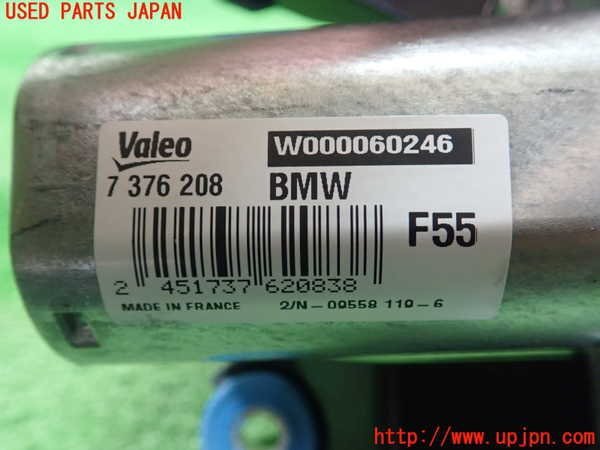 USED PARTS JAPAN
Valeo W000060246
7 376 208 BMW
F55
2 451737 620838
MADE IN FRANCE 2/N-09558 119-6
http://www.upjpn.com/